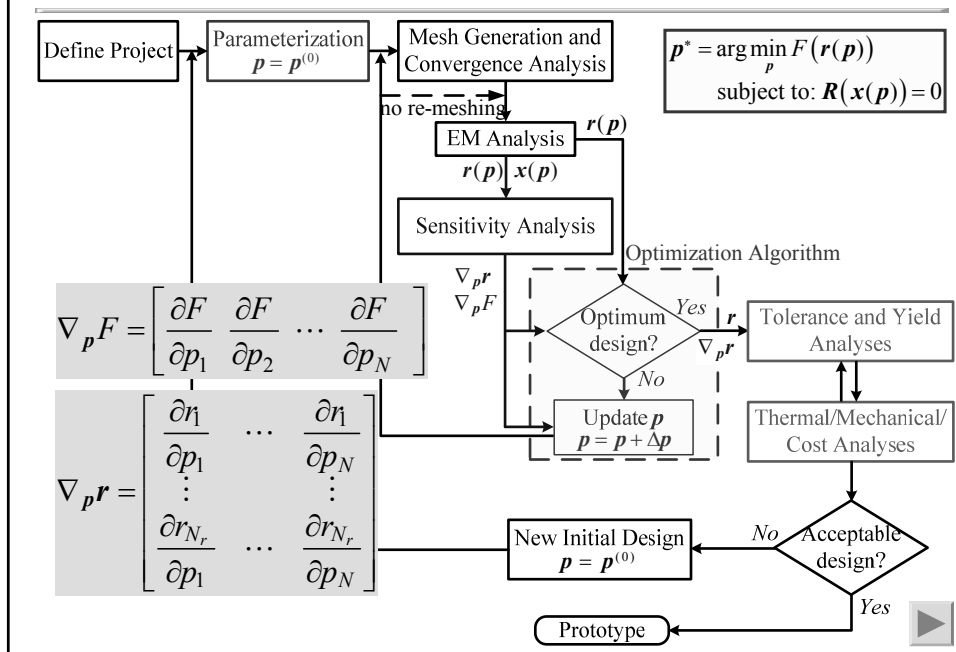 Define Project
Parameterization
p = p^(0)
Mesh Generation and
Convergence Analysis
p* = arg min F(r(p))
p
subject to: R(x(p)) = 0
no re-meshing
EM Analysis
r(p)
r(p) x(p)
Sensitivity Analysis
Optimization Algorithm
∇_p r
∇_p F
Optimum
design?
Yes
r
∇_p r
Tolerance and Yield
Analyses
No
Update p
p = p + Δp
Thermal/Mechanical/
Cost Analyses
∇_p F = [∂F/∂p_1 ∂F/∂p_2 ⋯ ∂F/∂p_N]
∇_p r = [∂r_1/∂p_1 ⋯ ∂r_1/∂p_N
⋮ ⋮
∂r_{N_r}/∂p_1 ⋯ ∂r_{N_r}/∂p_N]
New Initial Design
p = p^(0)
No
Acceptable
design?
Yes
Prototype